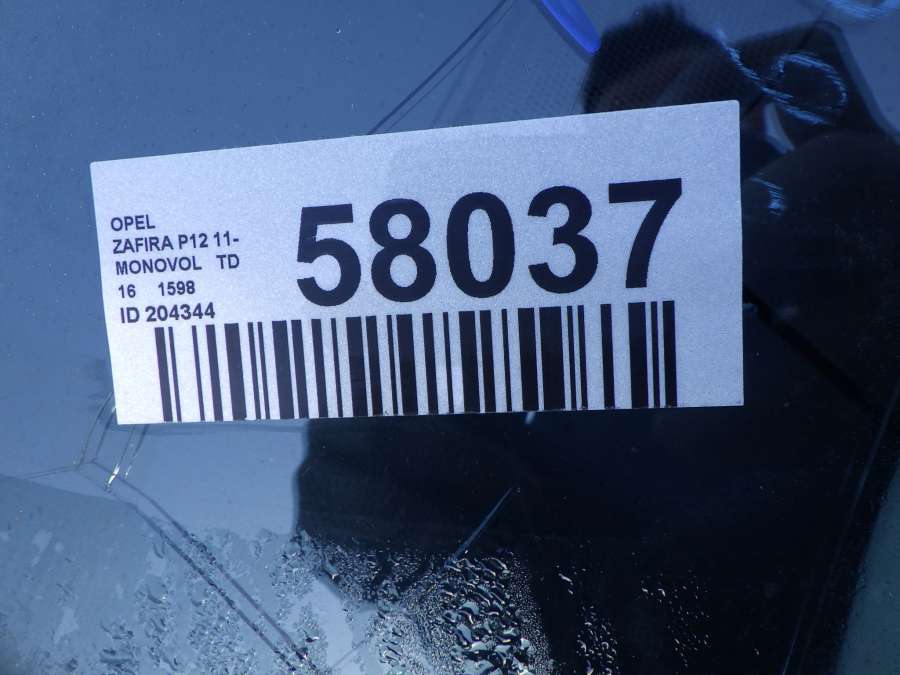 OPEL
ZAFIRA P12 11-
MONOVOL TD
16 1598
ID 204344
58037